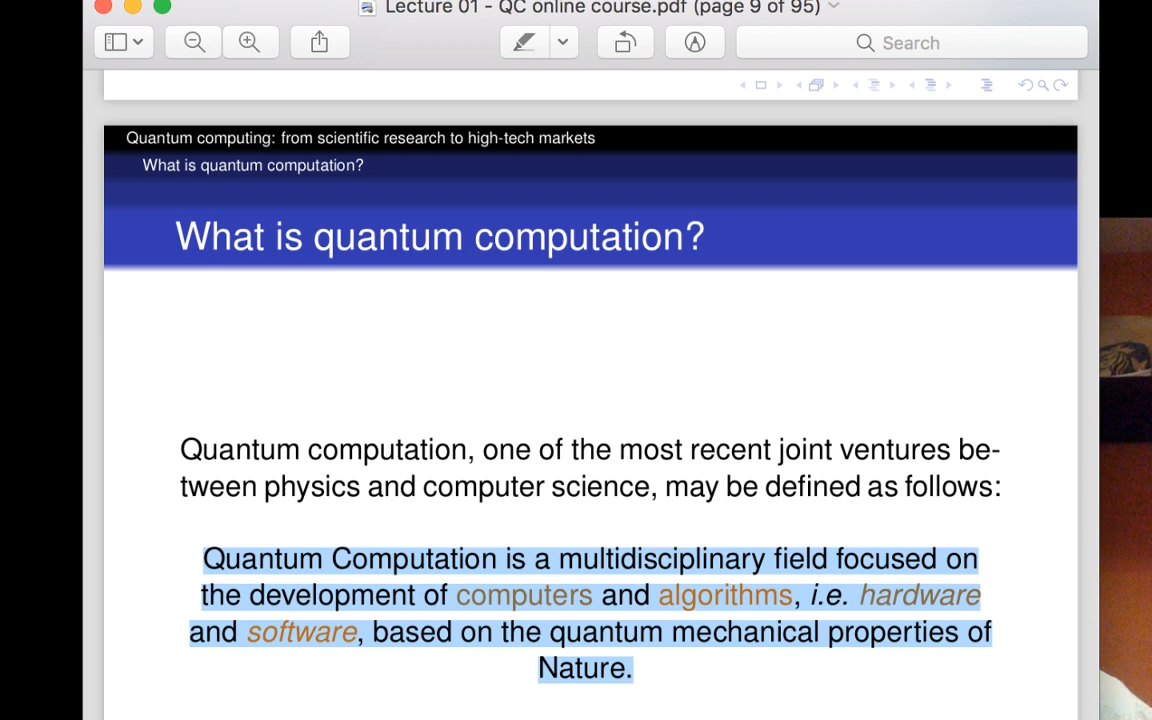 Lecture 01 - QC online course.pdf (page 9 of 95)
Search
Quantum computing: from scientific research to high-tech markets
What is quantum computation?
What is quantum computation?
Quantum computation, one of the most recent joint ventures be-
tween physics and computer science, may be defined as follows:
Quantum Computation is a multidisciplinary field focused on
the development of computers and algorithms, i.e. hardware
and software, based on the quantum mechanical properties of
Nature.